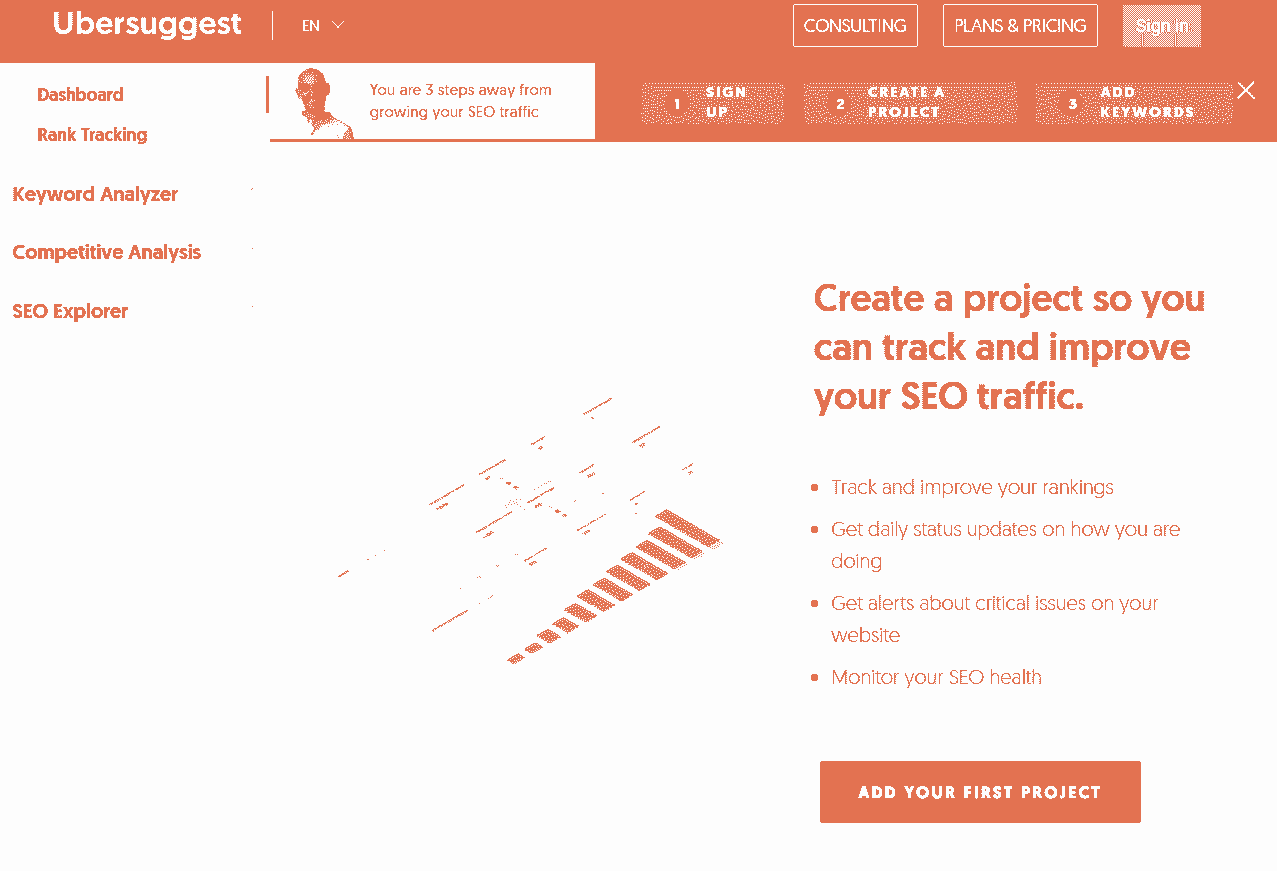 Ubersuggest
EN
CONSULTING
PLANS & PRICING
Sign in
Dashboard
Rank Tracking
Keyword Analyzer
Competitive Analysis
SEO Explorer
You are 3 steps away from
growing your SEO traffic
1
SIGN
UP
2
CREATE A
PROJECT
3
ADD
KEYWORDS
Create a project so you
can track and improve
your SEO traffic.
Track and improve your rankings
Get daily status updates on how you are
doing
Get alerts about critical issues on your
website
Monitor your SEO health
ADD YOUR FIRST PROJECT